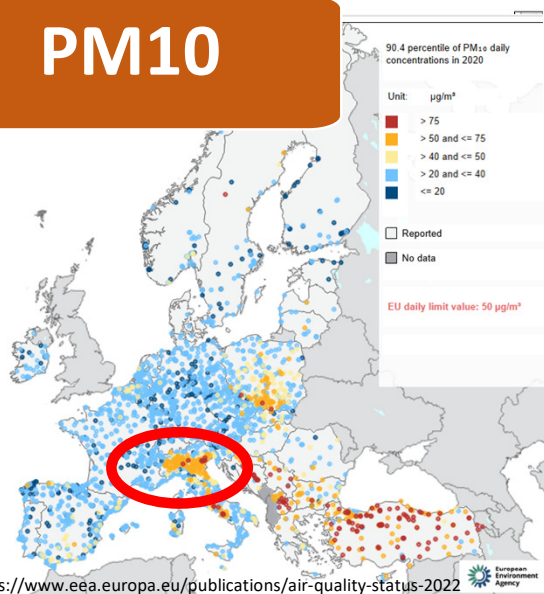 PM10
90.4 percentile of PM₁₀ daily
concentrations in 2020
Unit: µg/m³
> 75
> 50 and <= 75
> 40 and <= 50
> 20 and <= 40
<= 20
Reported
No data
EU daily limit value: 50 µg/m³
European
Environment
Agency
s://www.eea.europa.eu/publications/air-quality-status-2022